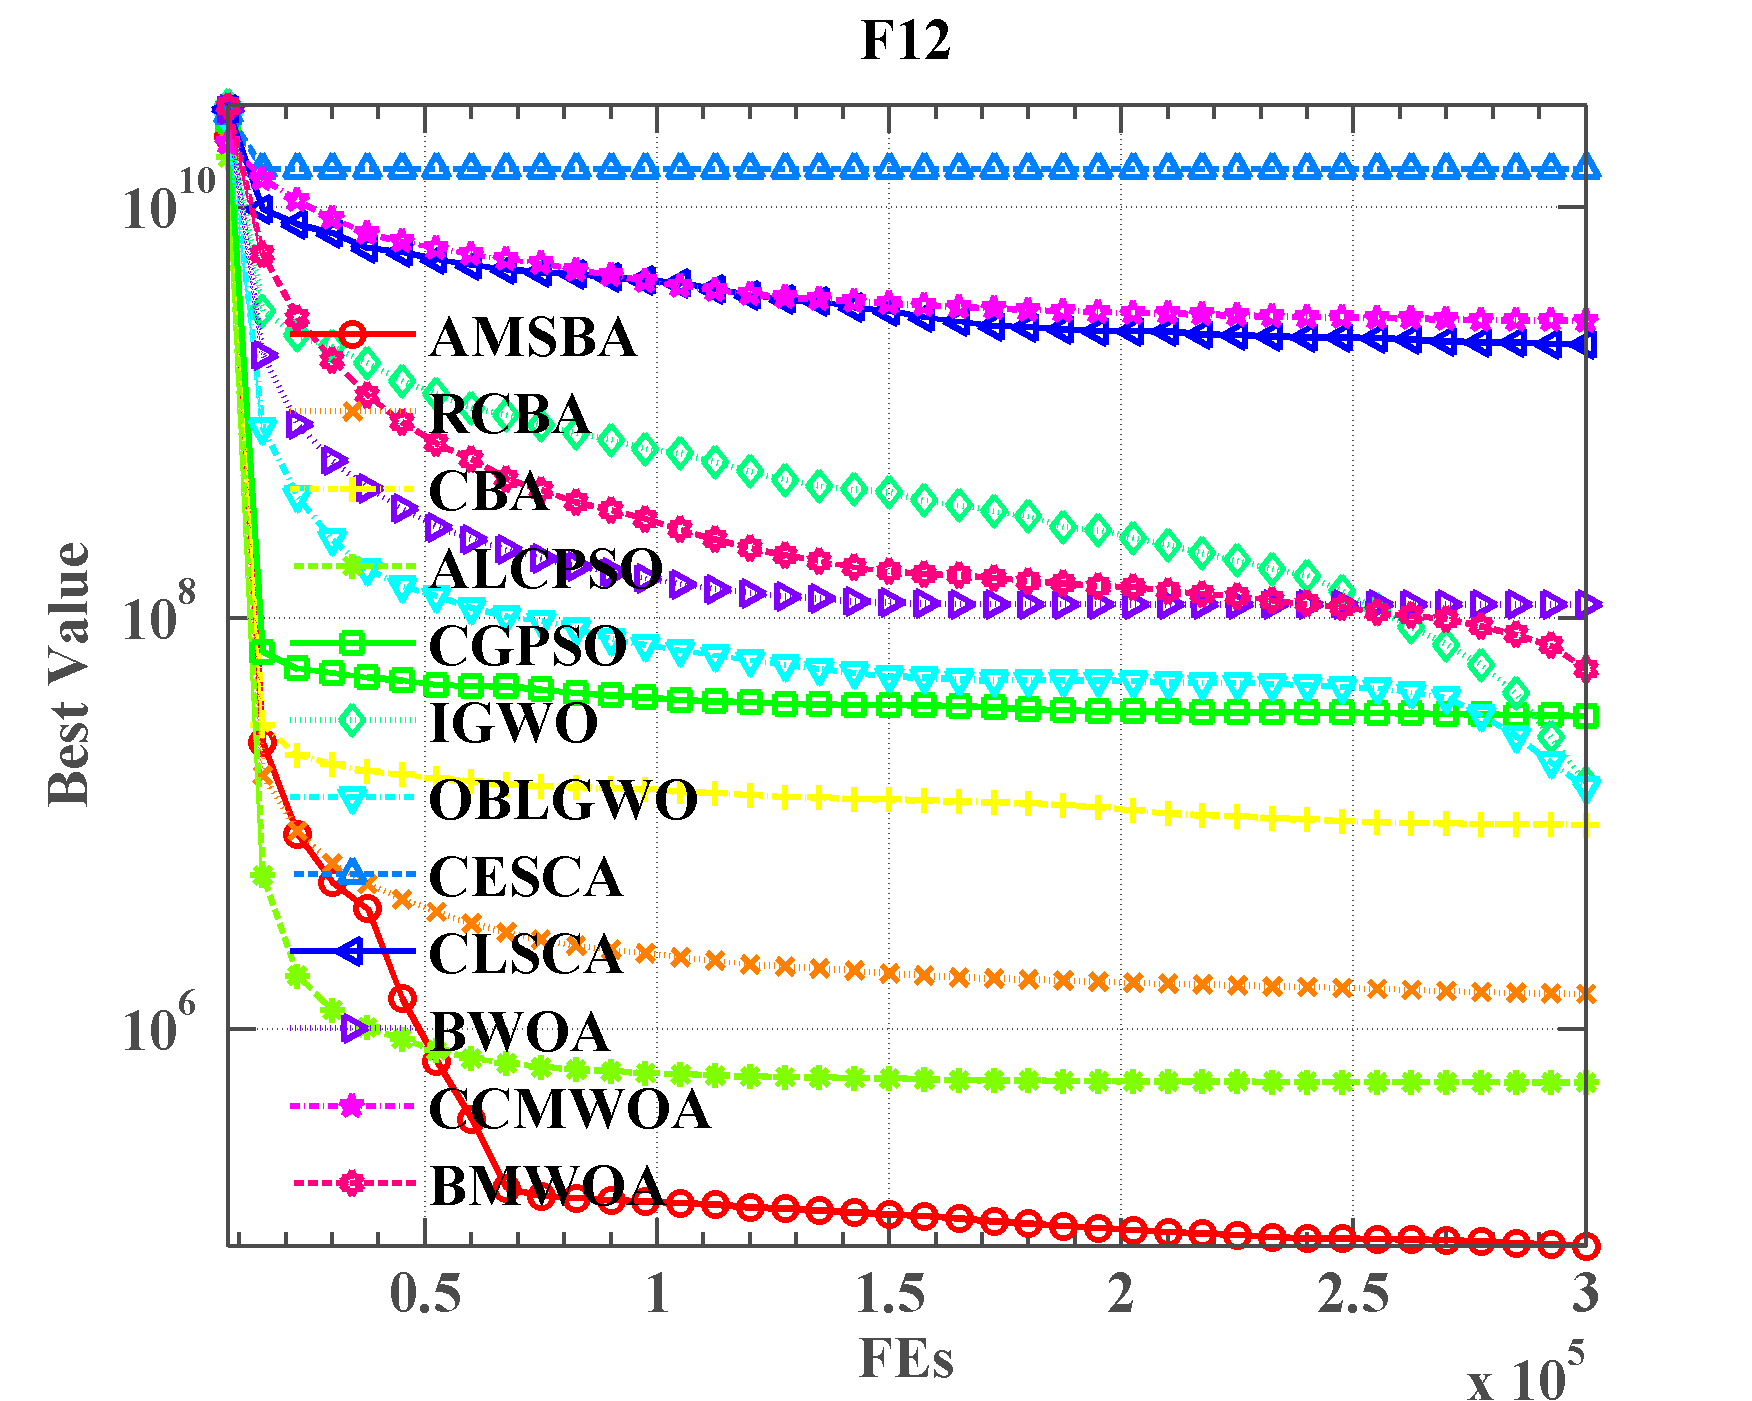 F12
Best Value
10^10
10^8
10^6
AMSBA
RCBA
CBA
ALCPSO
CGPSO
IGWO
OBLGWO
CESCA
CLSCA
BWOA
CCMWOA
BMWOA
0.5 1 1.5 2 2.5 3
FEs
x 10^5